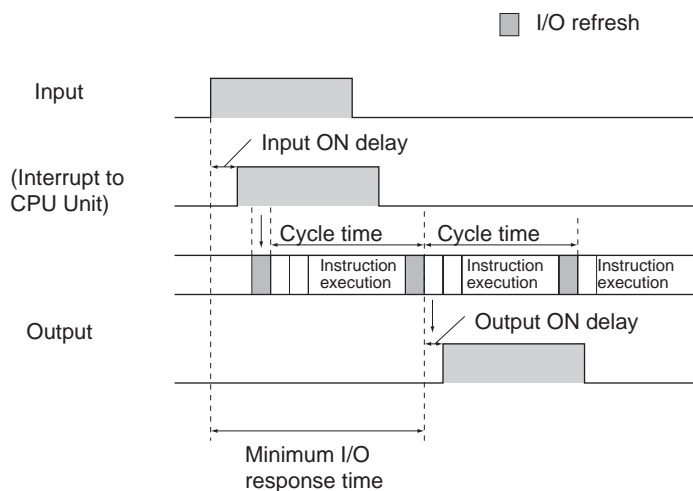 I/O refresh
Input
Input ON delay
(Interrupt to
CPU Unit)
Cycle time
Cycle time
Instruction
execution
Instruction
execution
Instruction
execution
Output
Output ON delay
Minimum I/O
response time